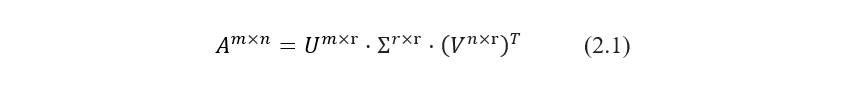 A^{m×n} = U^{m×r} · Σ^{r×r} · (V^{n×r})^T (2.1)